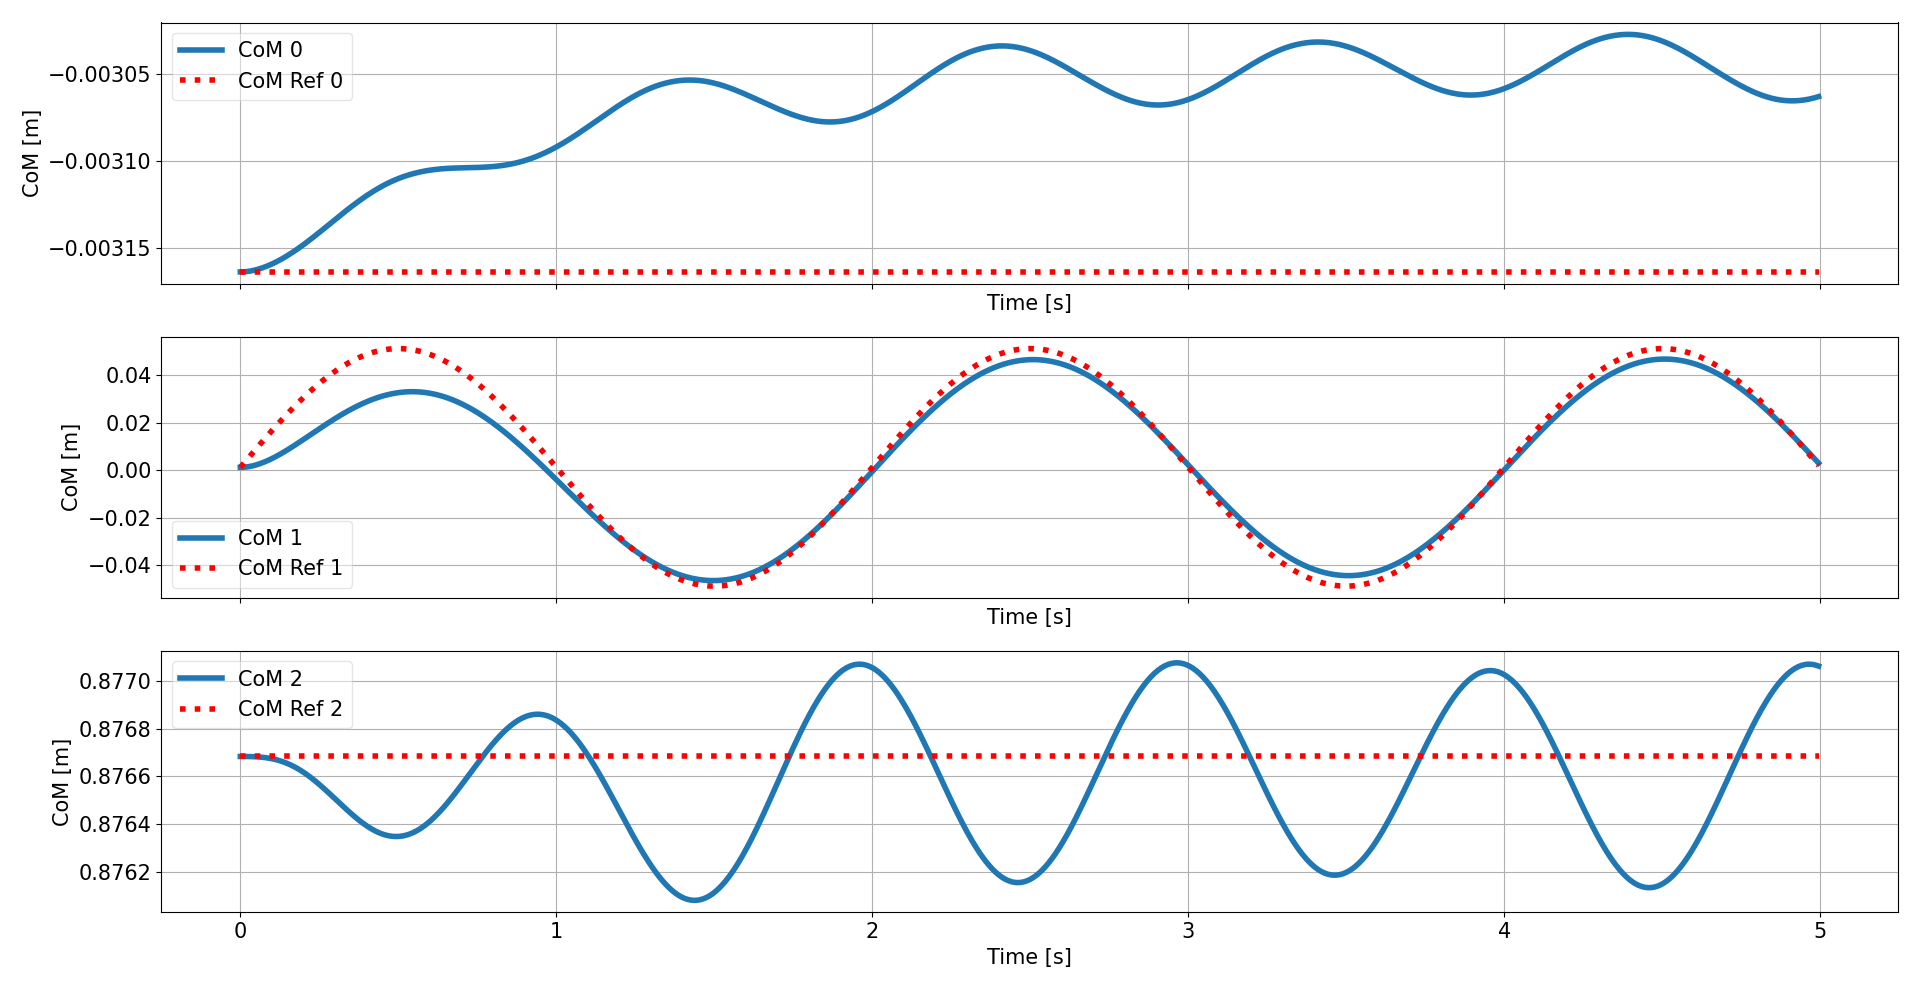 CoM 0
CoM Ref 0
−0.00305
−0.00310
−0.00315
CoM [m]
Time [s]
0.04
0.02
0.00
−0.02
−0.04
CoM [m]
CoM 1
CoM Ref 1
Time [s]
CoM 2
CoM Ref 2
0.8770
0.8768
0.8766
0.8764
0.8762
CoM [m]
0 1 2 3 4 5
Time [s]